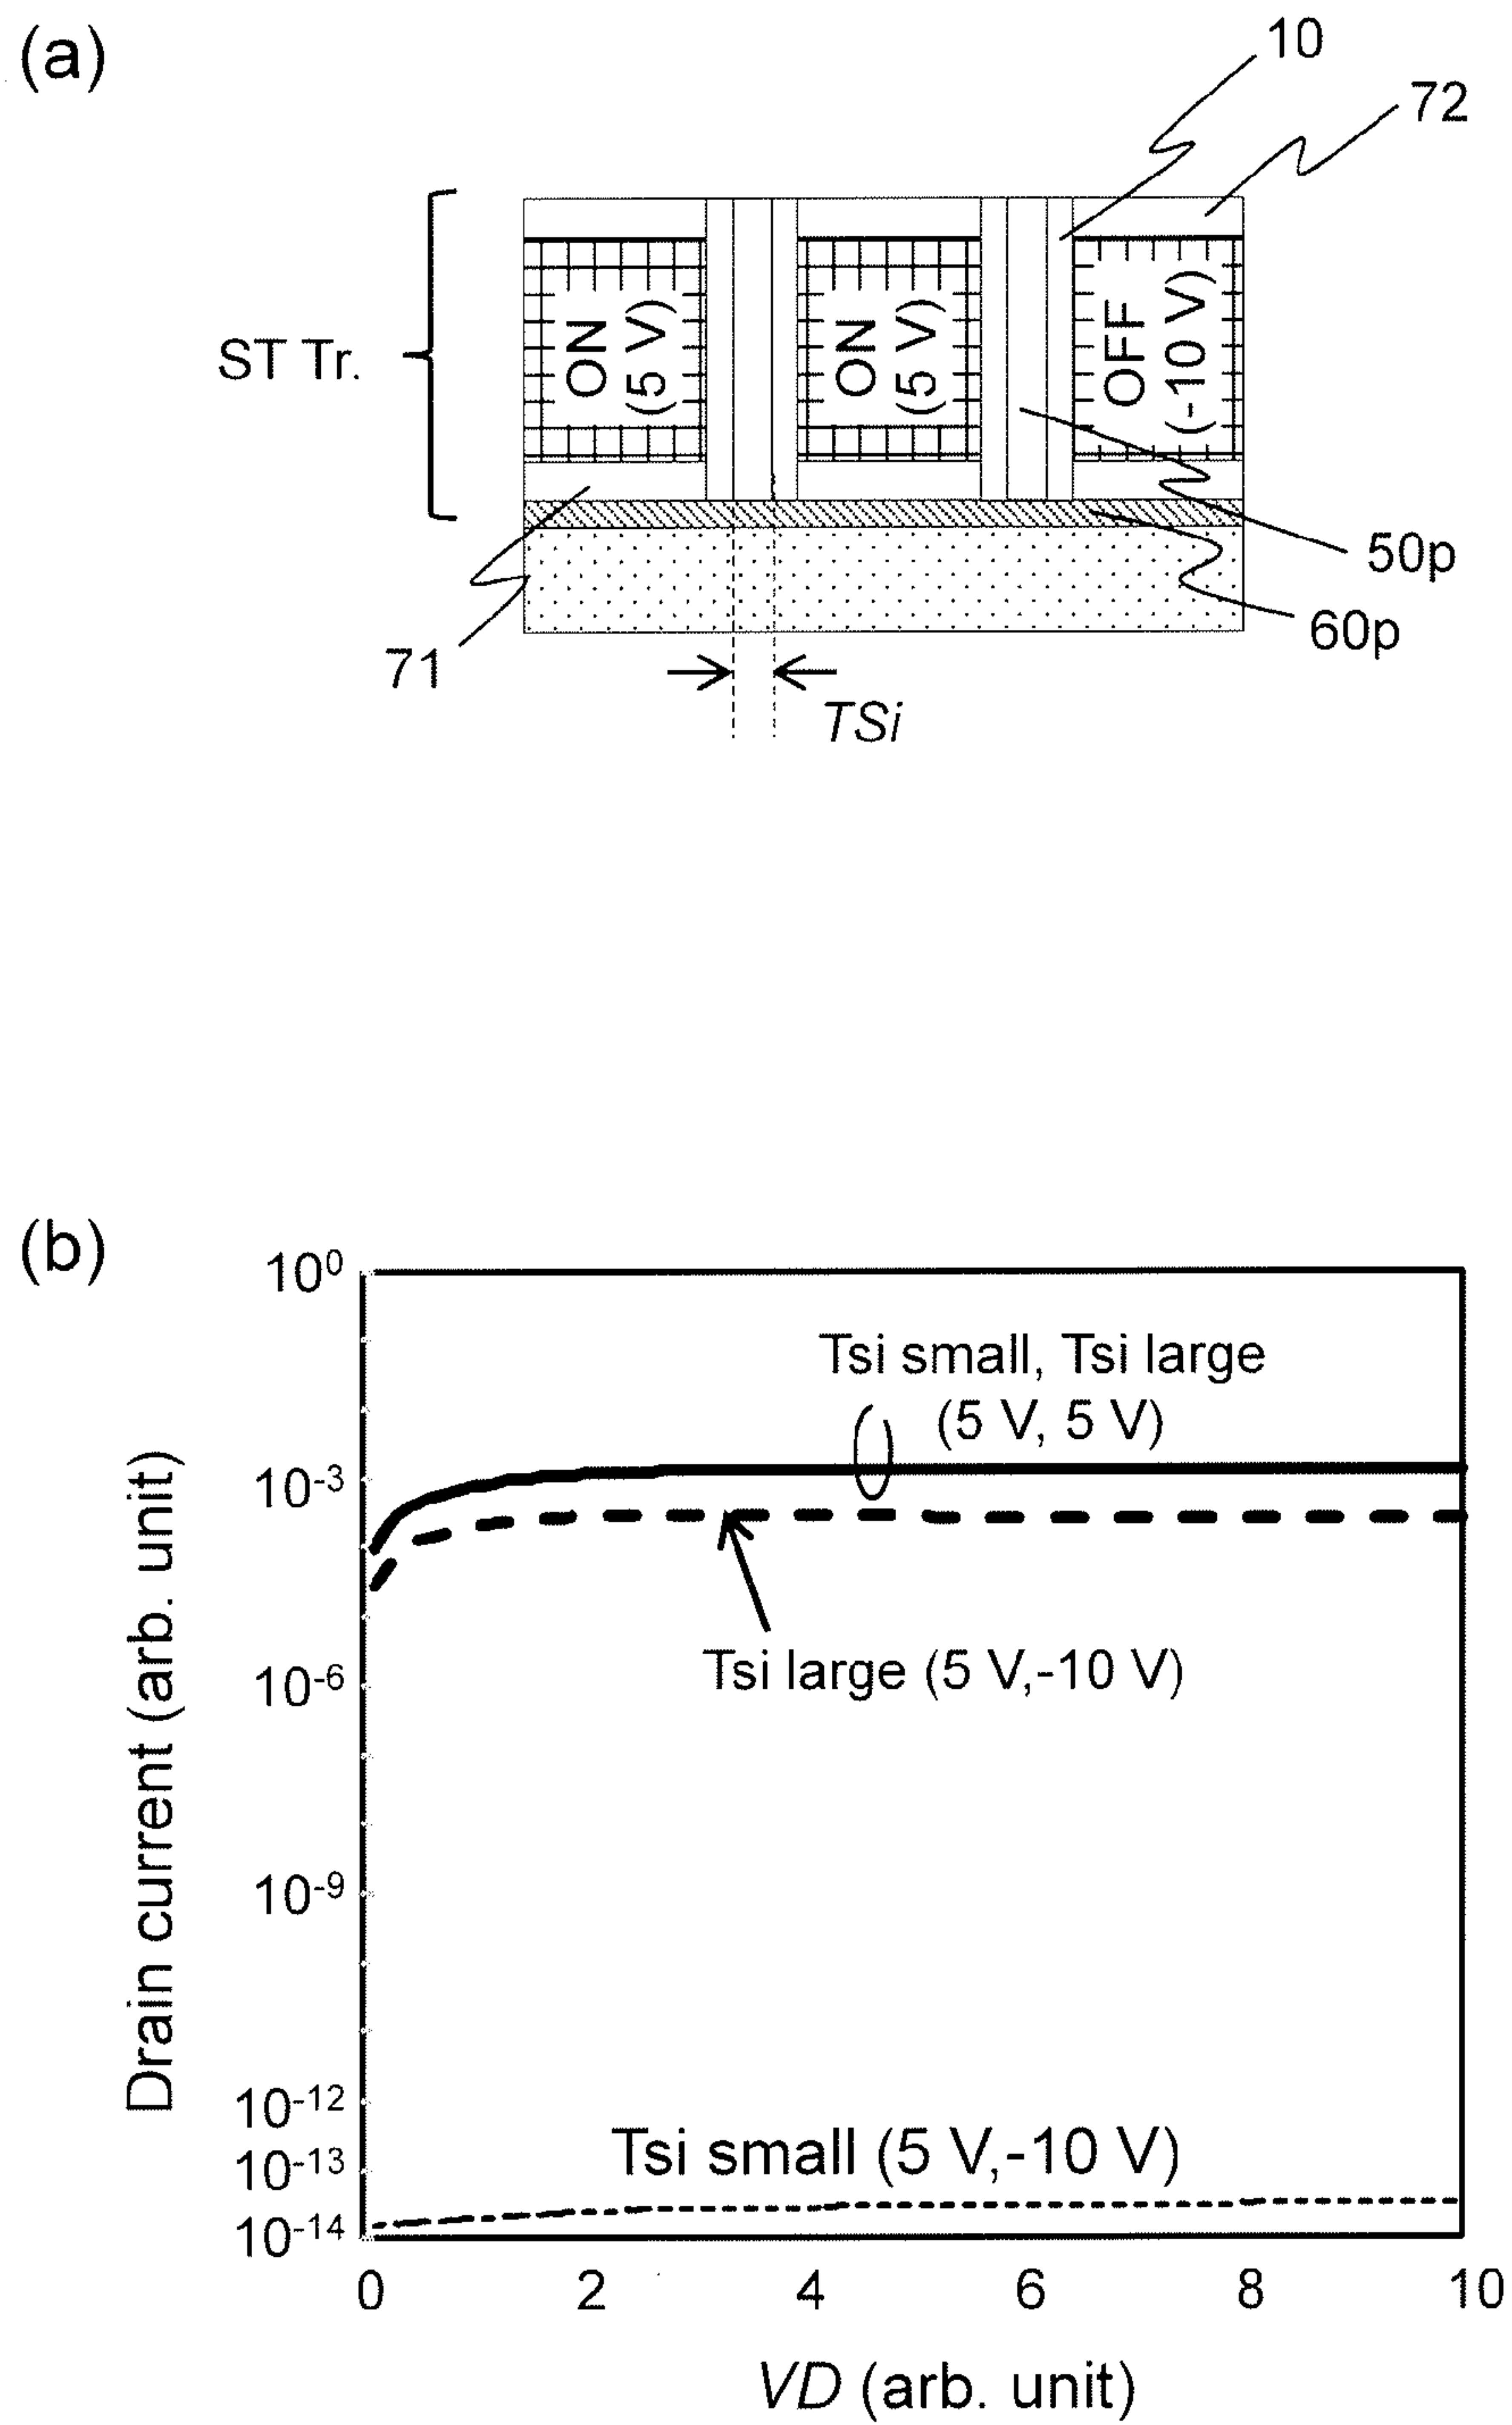 (a)
10
72
ST Tr.
ON
(5 V)
ON
(5 V)
OFF
(-10 V)
50p
60p
71
TSi
(b)
10⁰
Tsi small, Tsi large
(5 V, 5 V)
10⁻³
Tsi large (5 V,-10 V)
10⁻⁶
10⁻⁹
10⁻¹²
Tsi small (5 V,-10 V)
10⁻¹³
10⁻¹⁴
Drain current (arb. unit)
0 2 4 6 8 10
VD (arb. unit)